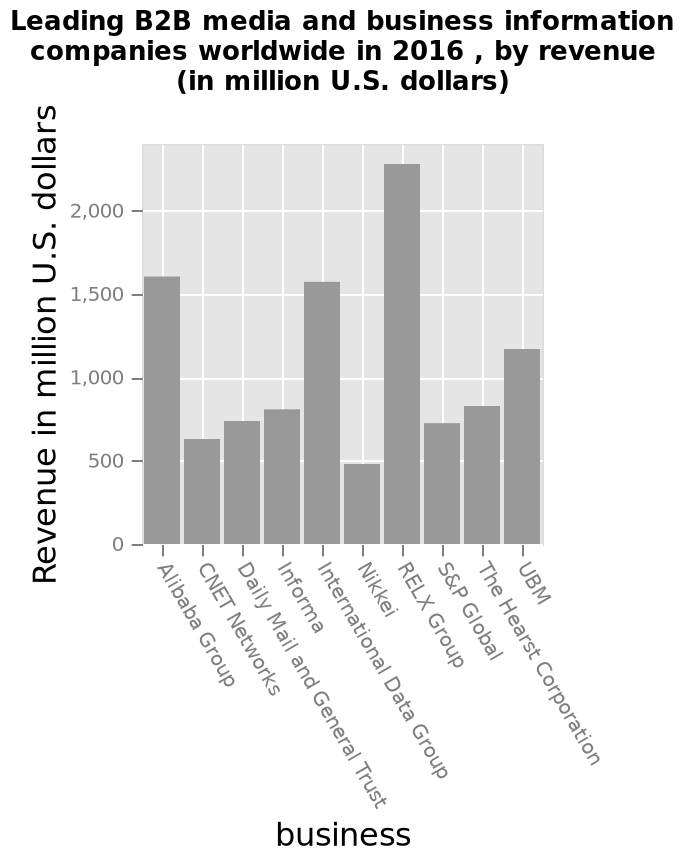 Leading B2B media and business information
companies worldwide in 2016 , by revenue
(in million U.S. dollars)
Revenue in million U.S. dollars
2,000
1,500
1,000
500
0
Alibaba Group
CNET Networks
Daily Mail and General Trust
Informa
International Data Group
Nikkei
RELX Group
S&P Global
The Hearst Corporation
UBM
business